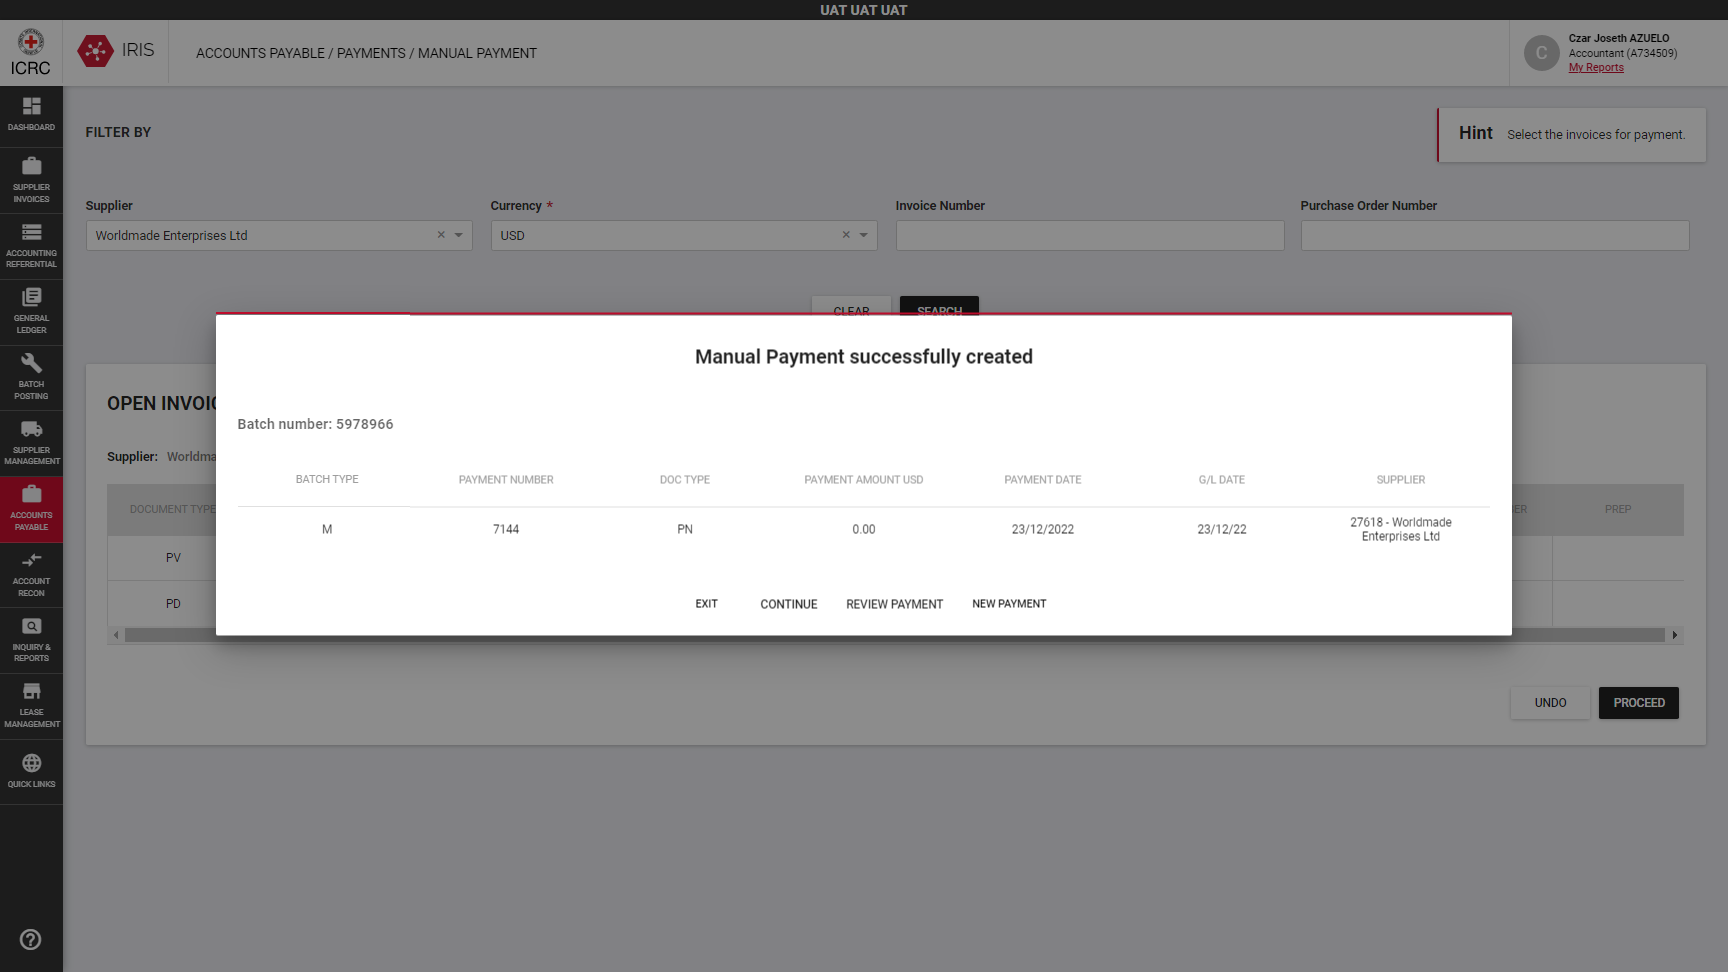 UAT UAT UAT
ICRC
IRIS
ACCOUNTS PAYABLE / PAYMENTS / MANUAL PAYMENT
C
Czar Joseth AZUELO
Accountant (A734509)
My Reports
DASHBOARD
SUPPLIER
INVOICES
ACCOUNTING
REFERENTIAL
GENERAL
LEDGER
BATCH
POSTING
SUPPLIER
MANAGEMENT
ACCOUNTS
PAYABLE
ACCOUNT
RECON
INQUIRY &
REPORTS
LEASE
MANAGEMENT
QUICK LINKS
FILTER BY
Hint Select the invoices for payment.
Supplier
Currency *
Invoice Number
Purchase Order Number
Worldmade Enterprises Ltd
USD
CLEAR
SEARCH
OPEN INVOIC
Supplier: Worldma
DOCUMENT TYPE
ER
PREP
PV
PD
Manual Payment successfully created
Batch number: 5978966
BATCH TYPE PAYMENT NUMBER DOC TYPE PAYMENT AMOUNT USD PAYMENT DATE G/L DATE SUPPLIER
M 7144 PN 0.00 23/12/2022 23/12/22 27618 - Worldmade
Enterprises Ltd
EXIT CONTINUE REVIEW PAYMENT NEW PAYMENT
UNDO PROCEED